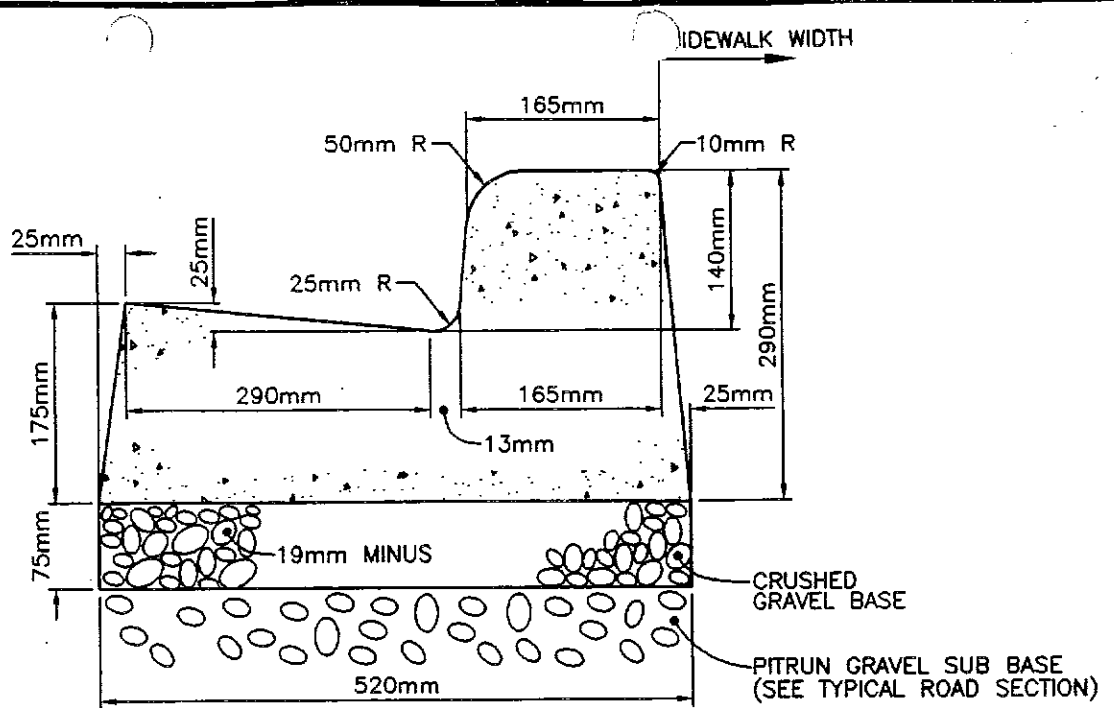 IDEWALK WIDTH
165mm
50mm R
10mm R
25mm
25mm
25mm R
140mm
290mm
175mm
290mm
165mm
25mm
13mm
75mm
19mm MINUS
CRUSHED
GRAVEL BASE
PITRUN GRAVEL SUB BASE
(SEE TYPICAL ROAD SECTION)
520mm